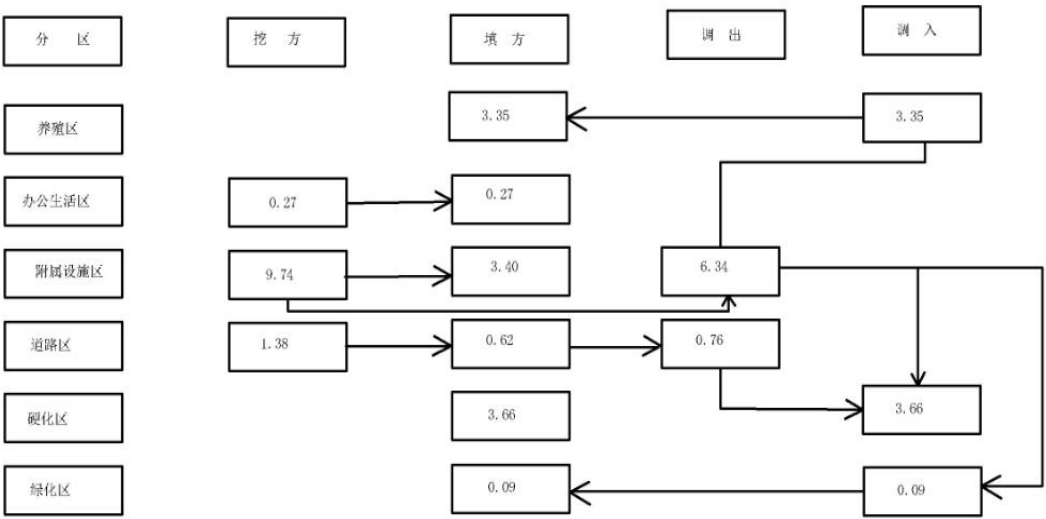 分 区 挖 方 填 方 调 出 调 入
养殖区 3.35 3.35
办公生活区 0.27 0.27
附属设施区 9.74 3.40 6.34
道路区 1.38 0.62 0.76
硬化区 3.66 3.66
绿化区 0.09 0.09